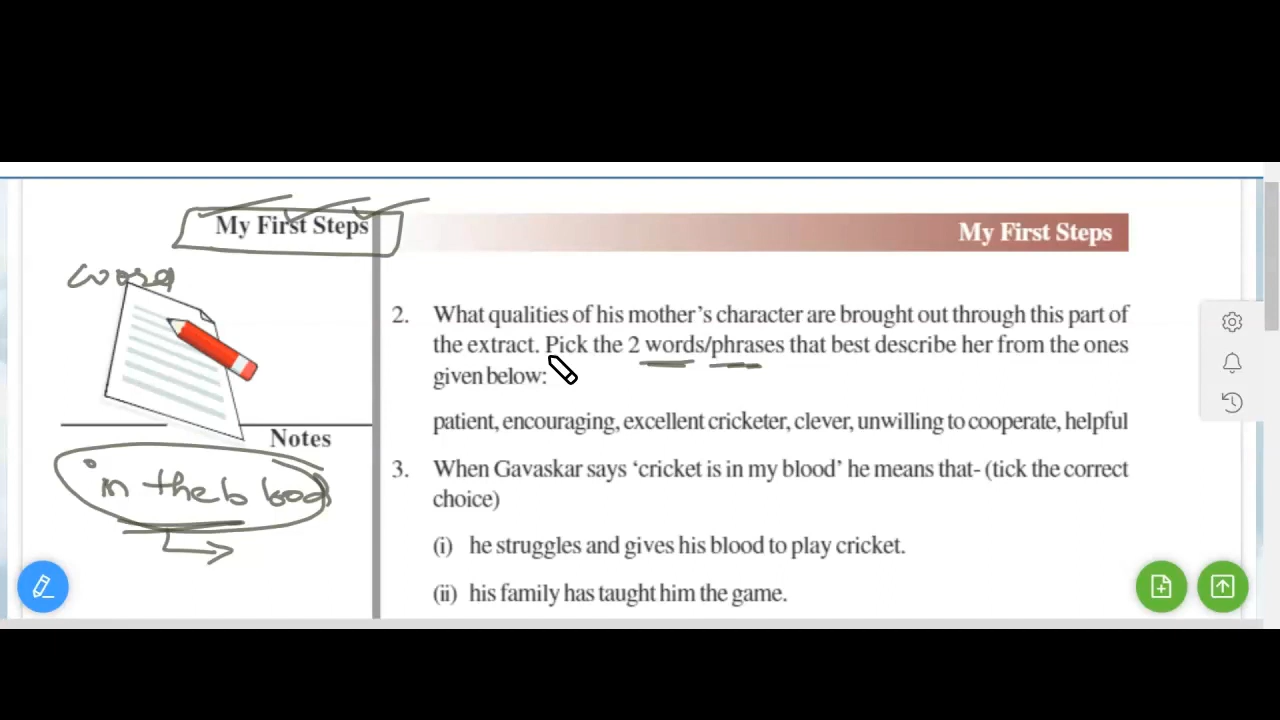 My First Steps
My First Steps
word
2. What qualities of his mother's character are brought out through this part of
the extract. Pick the 2 words/phrases that best describe her from the ones
given below:
patient, encouraging, excellent cricketer, clever, unwilling to cooperate, helpful
Notes
in the blood
3. When Gavaskar says 'cricket is in my blood' he means that- (tick the correct
choice)
(i) he struggles and gives his blood to play cricket.
(ii) his family has taught him the game.